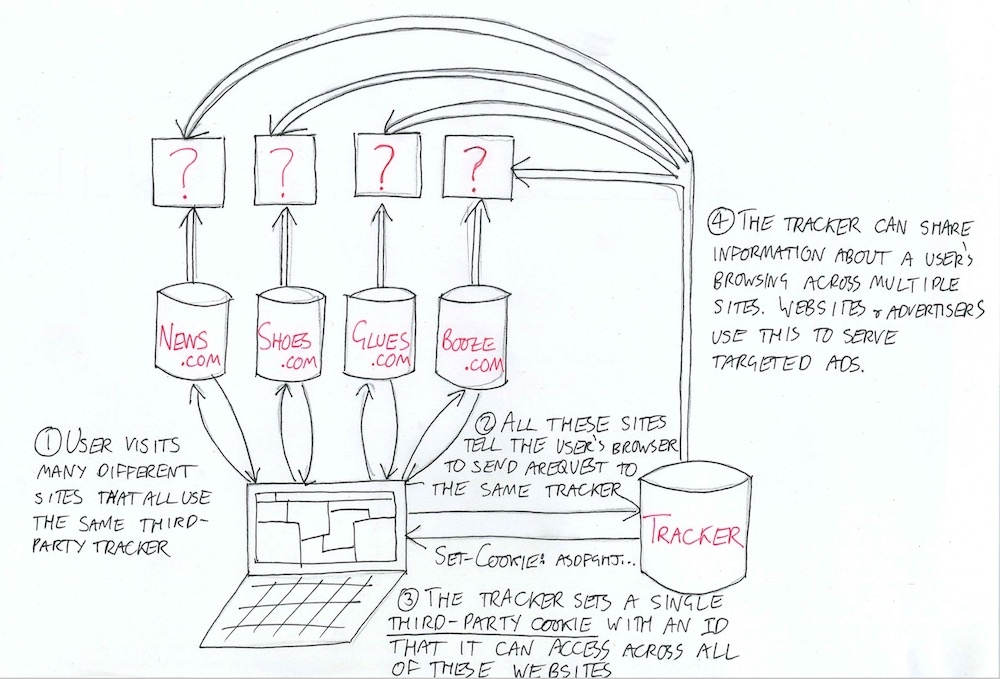 ?
?
?
?
NEWS
.COM
SHOES
.COM
GLUES
.COM
BOOZE
.COM
① USER VISITS
MANY DIFFERENT
SITES THAT ALL USE
THE SAME THIRD-
PARTY TRACKER
② ALL THESE SITES
TELL THE USER'S BROWSER
TO SEND A REQUEST TO
THE SAME TRACKER
TRACKER
SET-COOKIE: ASDFGHJ...
③ THE TRACKER SETS A SINGLE
THIRD-PARTY COOKIE WITH AN ID
THAT IT CAN ACCESS ACROSS ALL
OF THESE WEBSITES
④ THE TRACKER CAN SHARE
INFORMATION ABOUT A USER'S
BROWSING ACROSS MULTIPLE
SITES. WEBSITES & ADVERTISERS
USE THIS TO SERVE
TARGETED ADS.